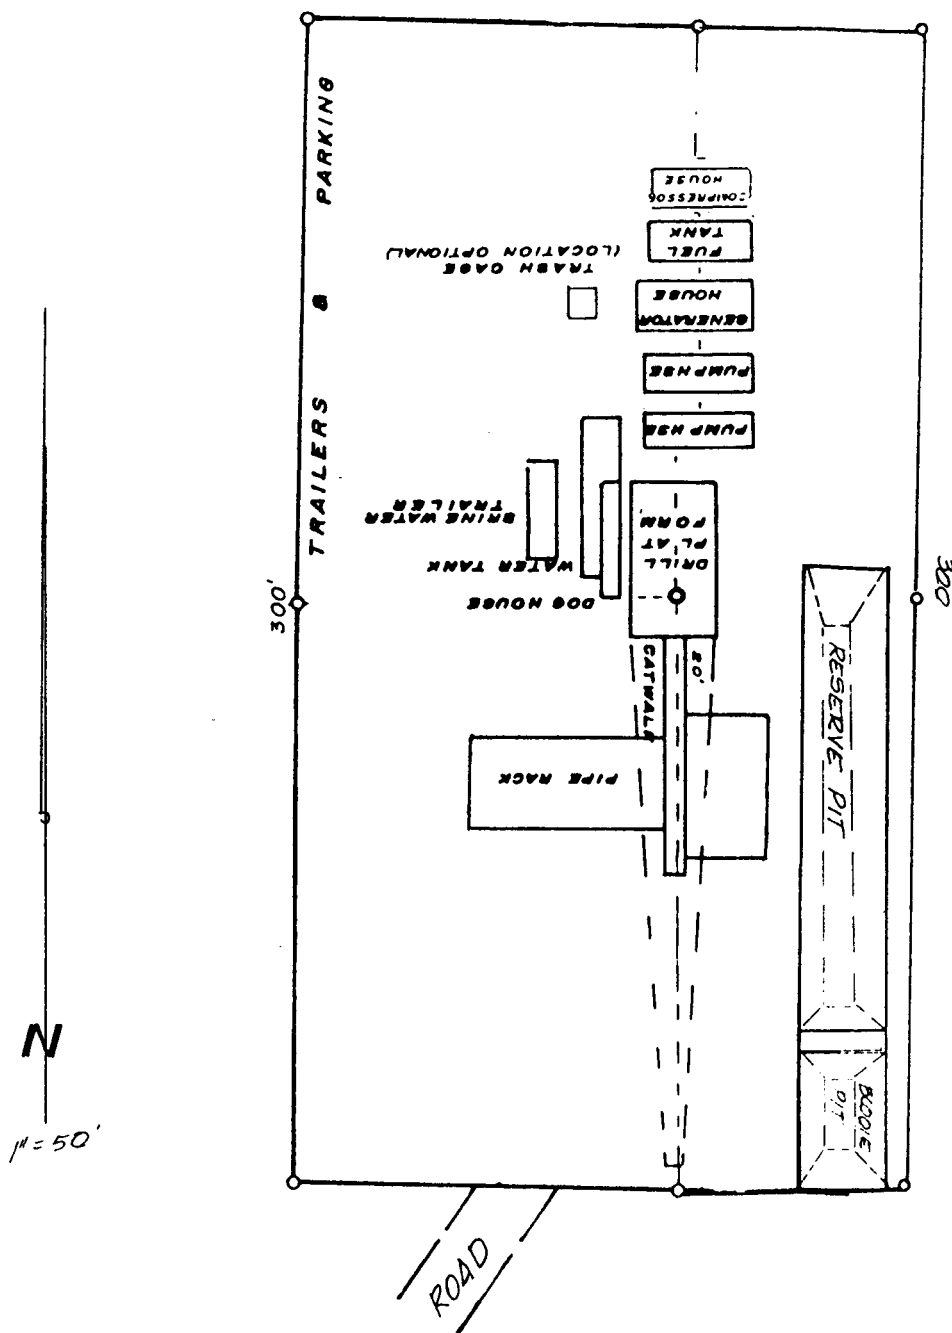 PARKING
&
TRAILERS
COMPRESSOR
HOUSE
FUEL
TANK
TRASH CAGE
(LOCATION OPTIONAL)
GENERATOR
HOUSE
PUMP HSE
PUMP HSE
BRINE WATER
TRAILER
WATER TANK
DOG HOUSE
DRILL
PLAT
FORM
300'
300
CATWALK
20'
PIPE RACK
RESERVE PIT
BLOOIE
PIT
N
1" = 50'
ROAD